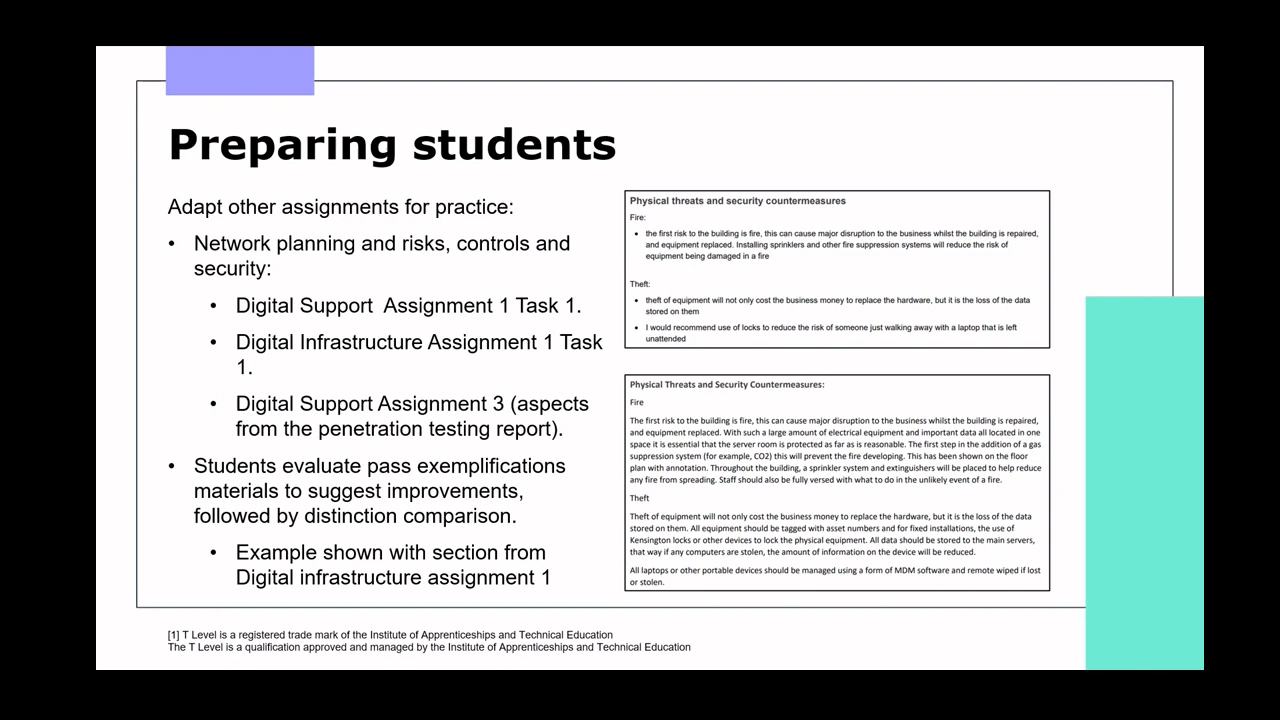 Preparing students
Adapt other assignments for practice:
• Network planning and risks, controls and
security:
• Digital Support  Assignment 1 Task 1.
• Digital Infrastructure Assignment 1 Task
1.
• Digital Support Assignment 3 (aspects
from the penetration testing report).
• Students evaluate pass exemplifications
materials to suggest improvements,
followed by distinction comparison.
• Example shown with section from
Digital infrastructure assignment 1
Physical threats and security countermeasures
Fire:
• the first risk to the building is fire, this can cause major disruption to the business whilst the building is repaired,
and equipment replaced. Installing sprinklers and other fire suppression systems will reduce the risk of
equipment being damaged in a fire
Theft:
• theft of equipment will not only cost the business money to replace the hardware, but it is the loss of the data
stored on them
• I would recommend use of locks to reduce the risk of someone just walking away with a laptop that is left
unattended
Physical Threats and Security Countermeasures:
Fire
The first risk to the building is fire, this can cause major disruption to the business whilst the building is repaired,
and equipment replaced. With such a large amount of electrical equipment and important data all located in one
space it is essential that the server room is protected as far as is reasonable. The first step in the addition of a gas
suppression system (for example, CO2) this will prevent the fire developing. This has been shown on the floor
plan with annotation. Throughout the building, a sprinkler system and extinguishers will be placed to help reduce
any fire from spreading. Staff should also be fully versed with what to do in the unlikely event of a fire.
Theft
Theft of equipment will not only cost the business money to replace the hardware, but it is the loss of the data
stored on them. All equipment should be tagged with asset numbers and for fixed installations, the use of
Kensington locks or other devices to lock the physical equipment. All data should be stored to the main servers,
that way if any computers are stolen, the amount of information on the device will be reduced.
All laptops or other portable devices should be managed using a form of MDM software and remote wiped if lost
or stolen.
[1] T Level is a registered trade mark of the Institute of Apprenticeships and Technical Education
The T Level is a qualification approved and managed by the Institute of Apprenticeships and Technical Education